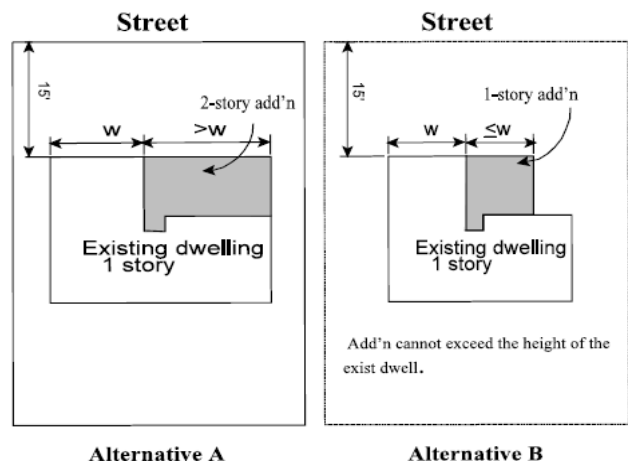 Street
15'
w
>w
2-story add'n
Existing dwelling
1 story
Alternative A
Street
15'
w
≤w
1-story add'n
Existing dwelling
1 story
Add'n cannot exceed the height of the
exist dwell.
Alternative B